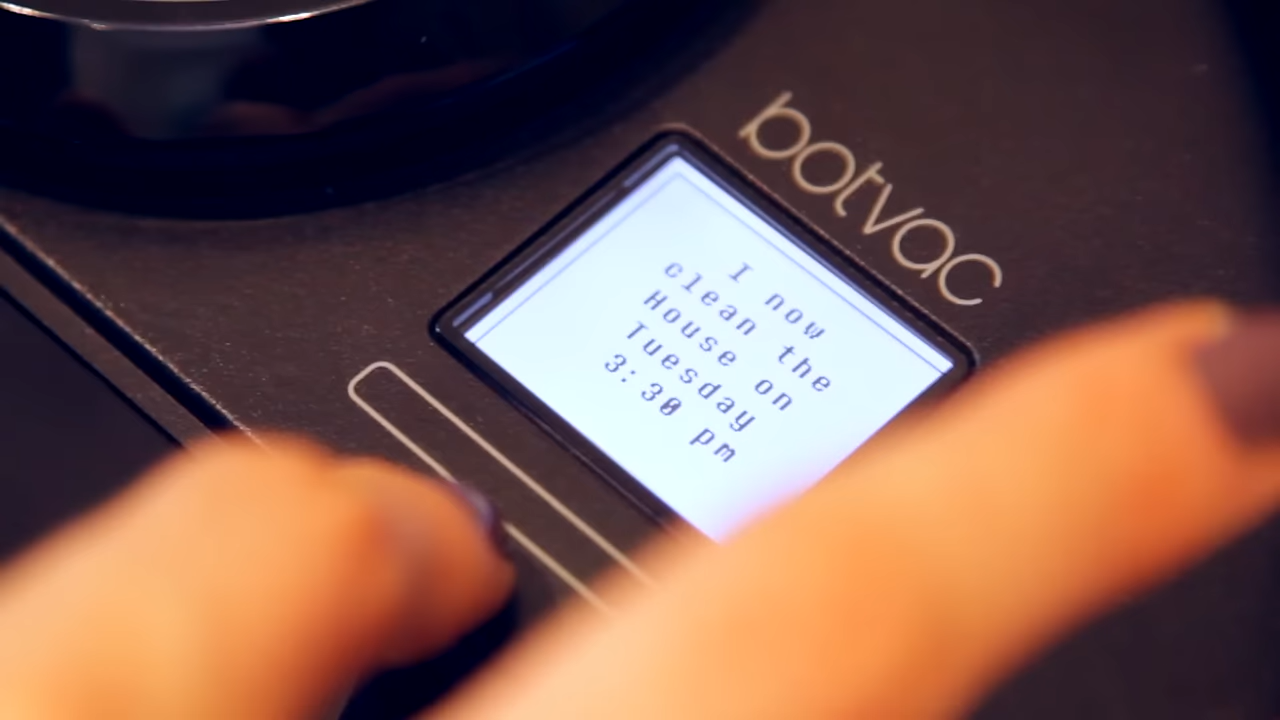 botvac
I now
clean the
House on
Tuesday
3:30 pm